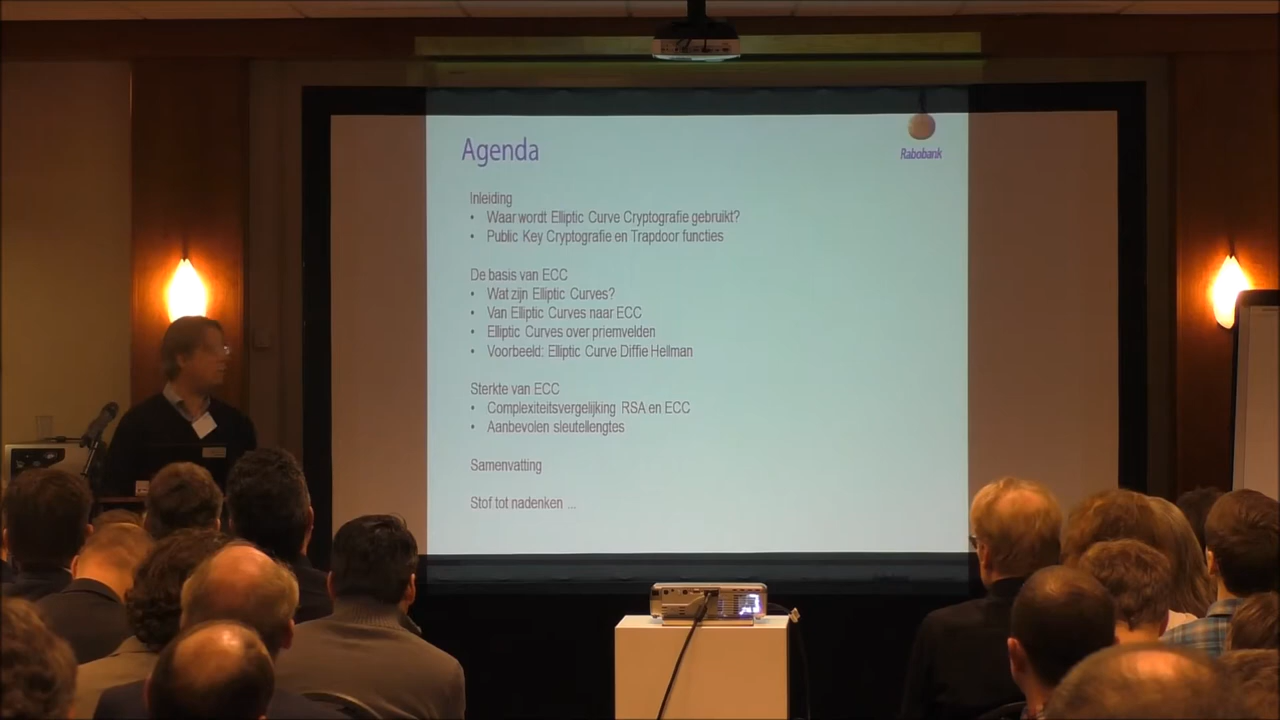 Agenda
Rabobank
Inleiding
• Waar wordt Elliptic Curve Cryptografie gebruikt?
• Public Key Cryptografie en Trapdoor functies
De basis van ECC
• Wat zijn Elliptic Curves?
• Van Elliptic Curves naar ECC
• Elliptic Curves over priemvelden
• Voorbeeld: Elliptic Curve Diffie Hellman
Sterkte van ECC
• Complexiteitsvergelijking RSA en ECC
• Aanbevolen sleutellengtes
Samenvatting
Stof tot nadenken ...